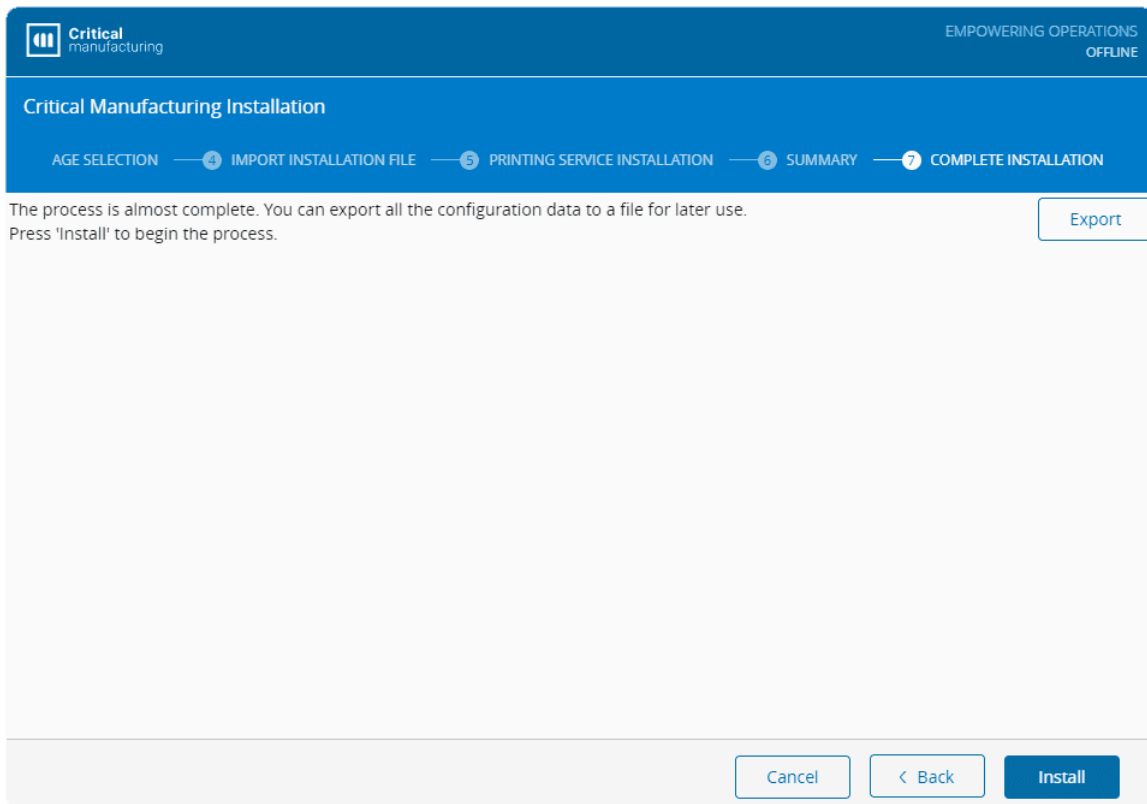 Critical
manufacturing
EMPOWERING OPERATIONS
OFFLINE
Critical Manufacturing Installation
AGE SELECTION 4 IMPORT INSTALLATION FILE 5 PRINTING SERVICE INSTALLATION 6 SUMMARY 7 COMPLETE INSTALLATION
The process is almost complete. You can export all the configuration data to a file for later use.
Press 'Install' to begin the process.
Export
Cancel < Back Install